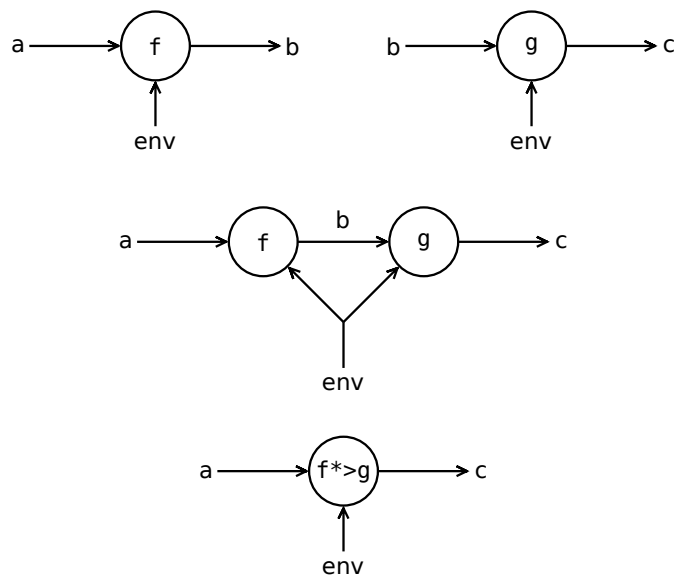 a f b b g c
env env
b
a f g c
env
a f*>g c
env